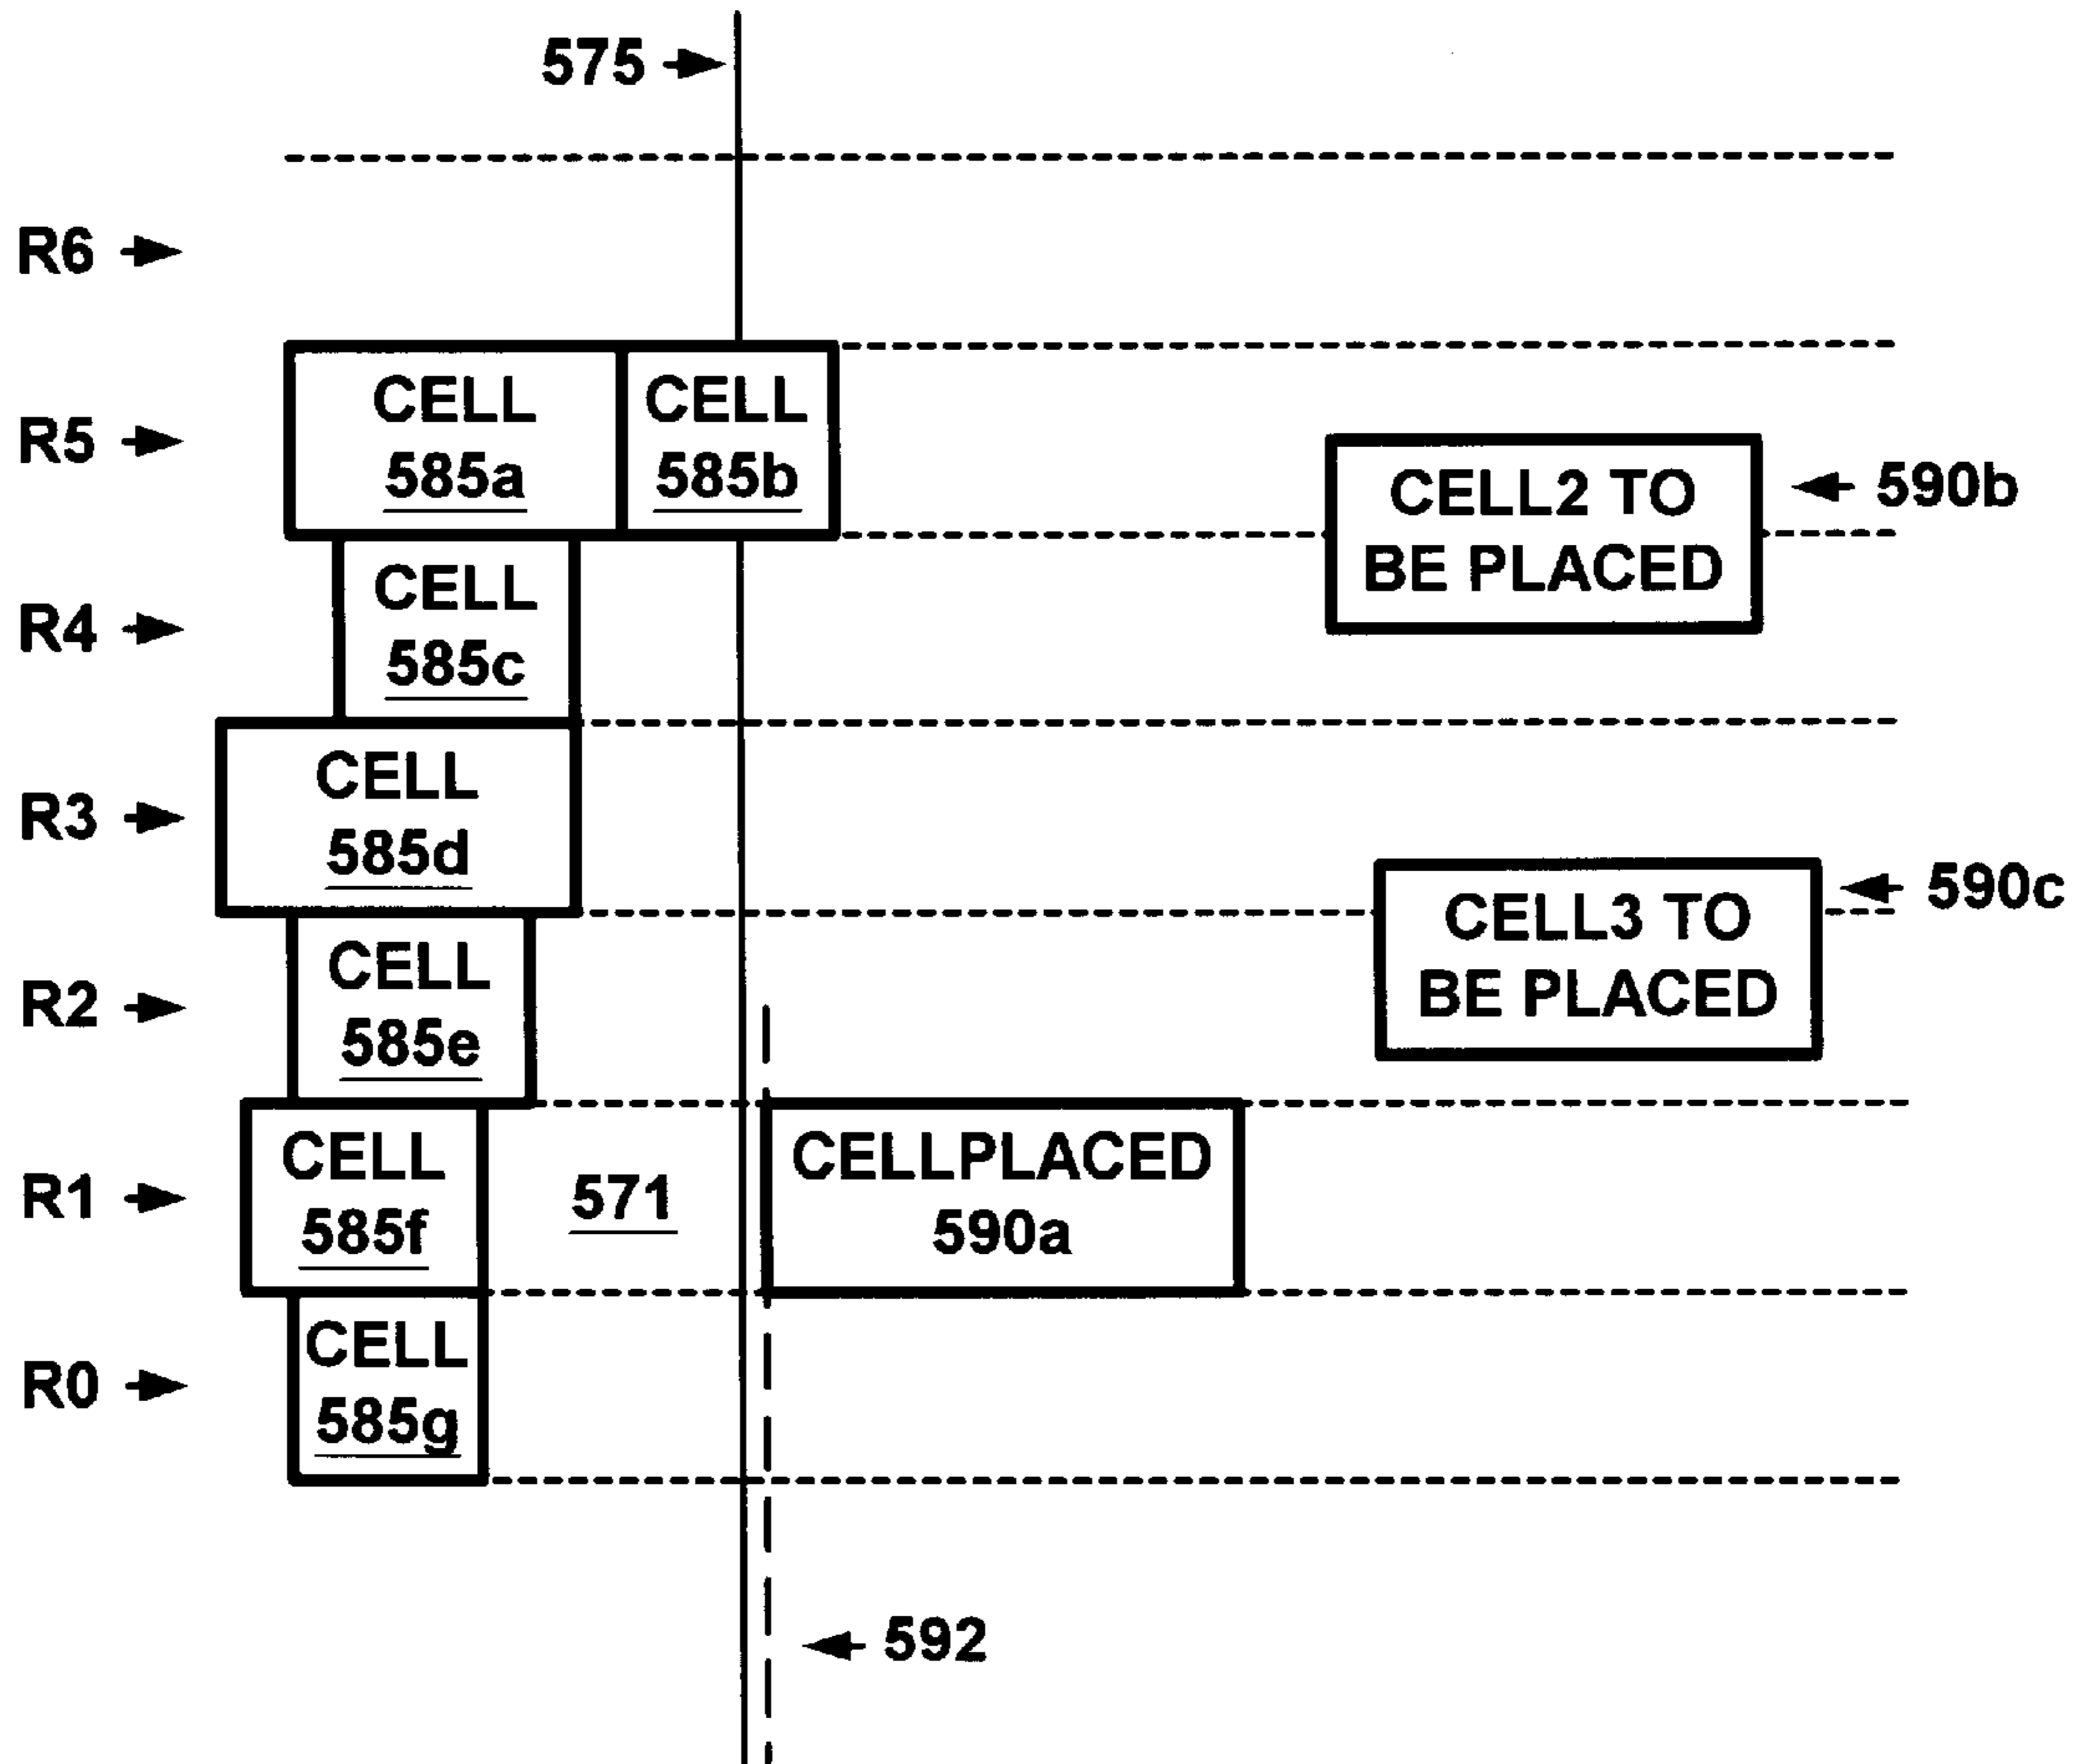 575
R6
R5
CELL
585a
CELL
585b
CELL2 TO
BE PLACED
590b
R4
CELL
585c
R3
CELL
585d
CELL3 TO
BE PLACED
590c
R2
CELL
585e
R1
CELL
585f
571
CELLPLACED
590a
R0
CELL
585g
592